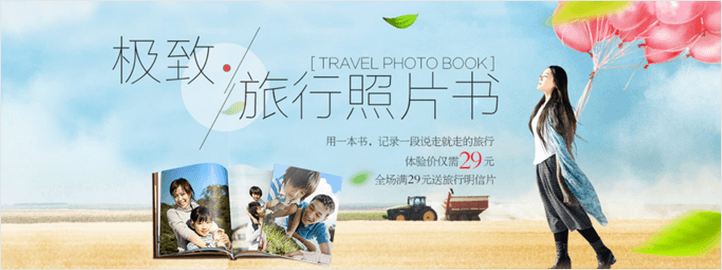 极致·
[ TRAVEL PHOTO BOOK ]
旅行照片书
用一本书，记录一段说走就走的旅行
体验价仅需29元
全场满29元送旅行明信片